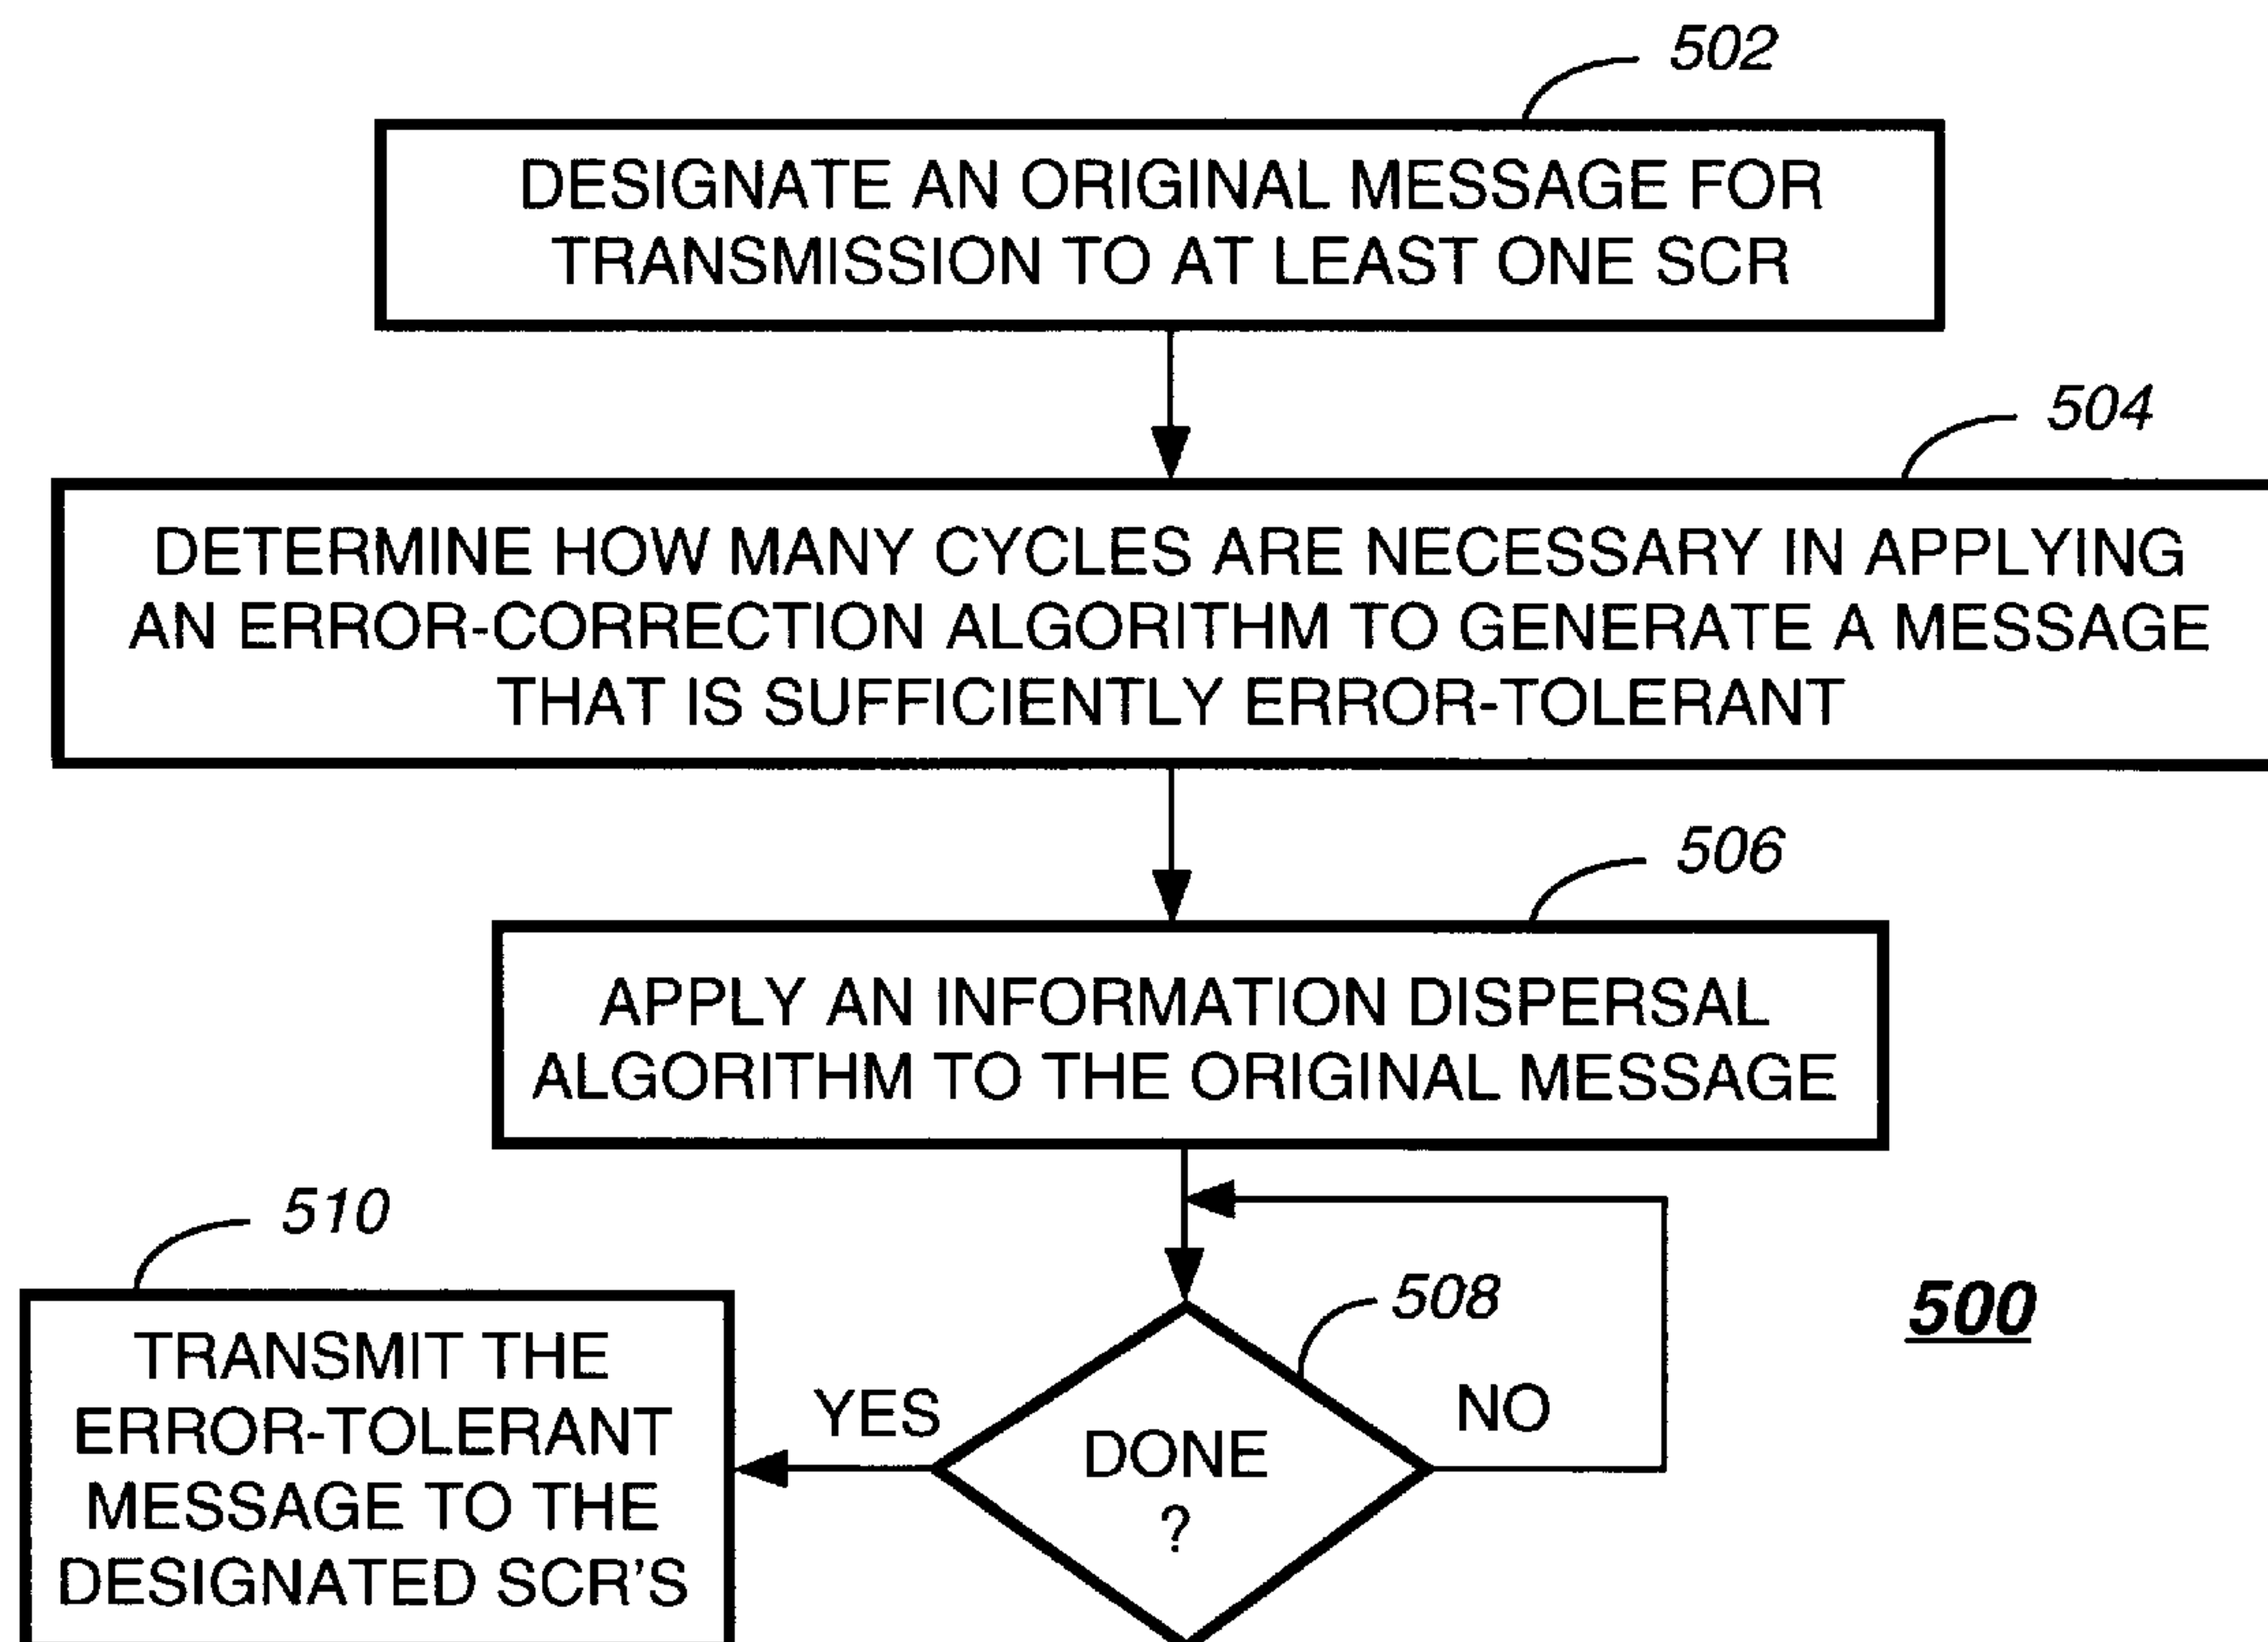 502
DESIGNATE AN ORIGINAL MESSAGE FOR
TRANSMISSION TO AT LEAST ONE SCR
504
DETERMINE HOW MANY CYCLES ARE NECESSARY IN APPLYING
AN ERROR-CORRECTION ALGORITHM TO GENERATE A MESSAGE
THAT IS SUFFICIENTLY ERROR-TOLERANT
506
APPLY AN INFORMATION DISPERSAL
ALGORITHM TO THE ORIGINAL MESSAGE
510
TRANSMIT THE
ERROR-TOLERANT
MESSAGE TO THE
DESIGNATED SCR'S
YES
508
DONE
?
NO
500